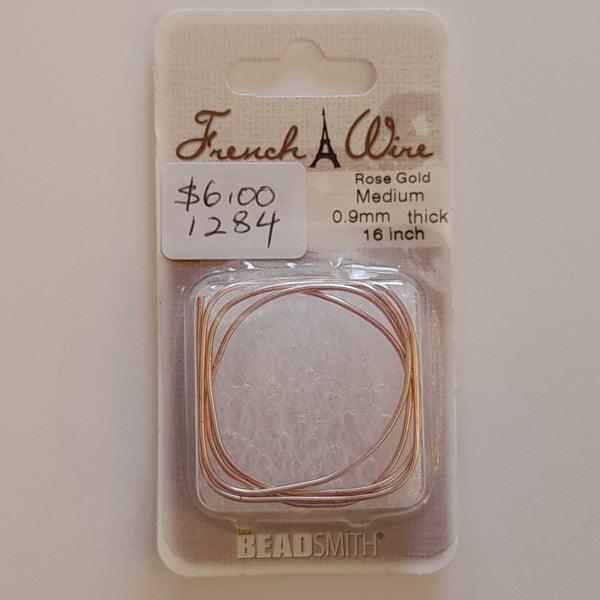 French Wire
Rose Gold
Medium
0.9mm thick
16 inch
$6.00
1284
the
BEADSMITH®